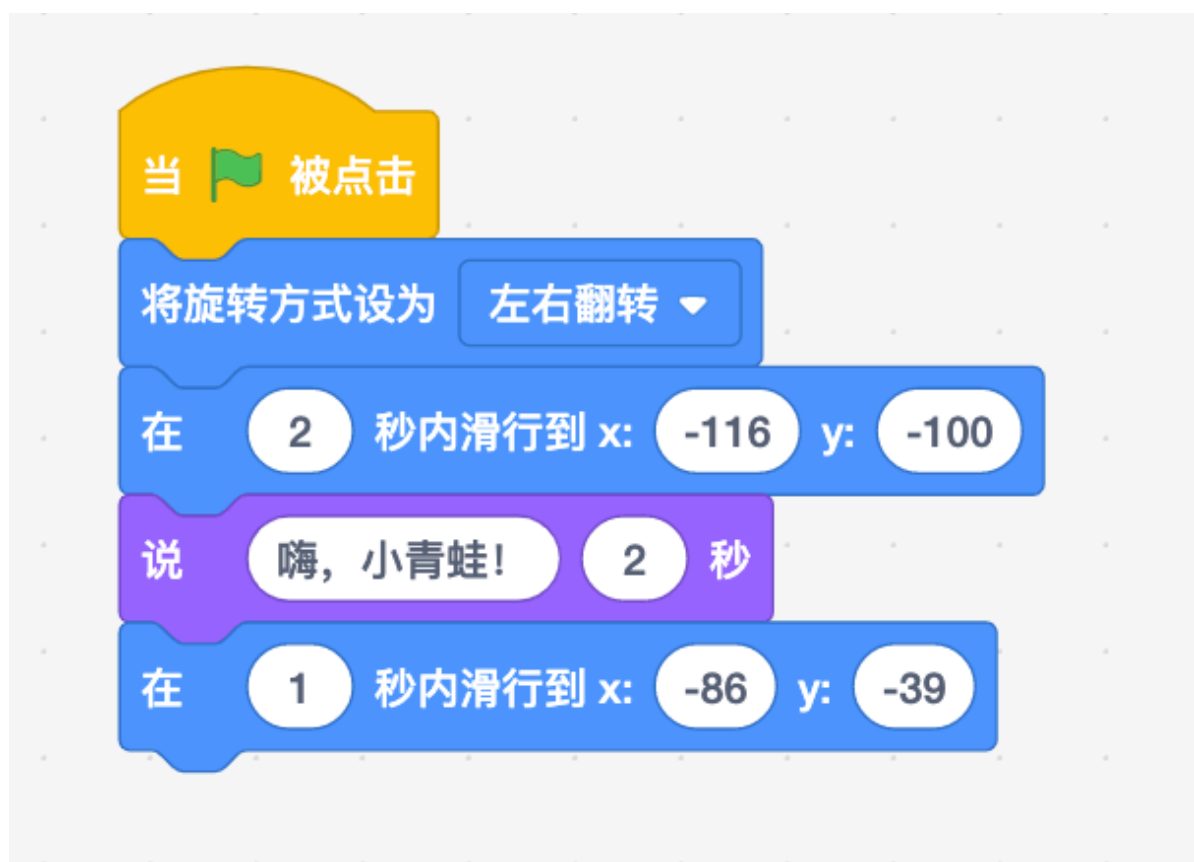 当 被点击
将旋转方式设为 左右翻转
在 2 秒内滑行到 x: -116 y: -100
说 嗨，小青蛙！ 2 秒
在 1 秒内滑行到 x: -86 y: -39